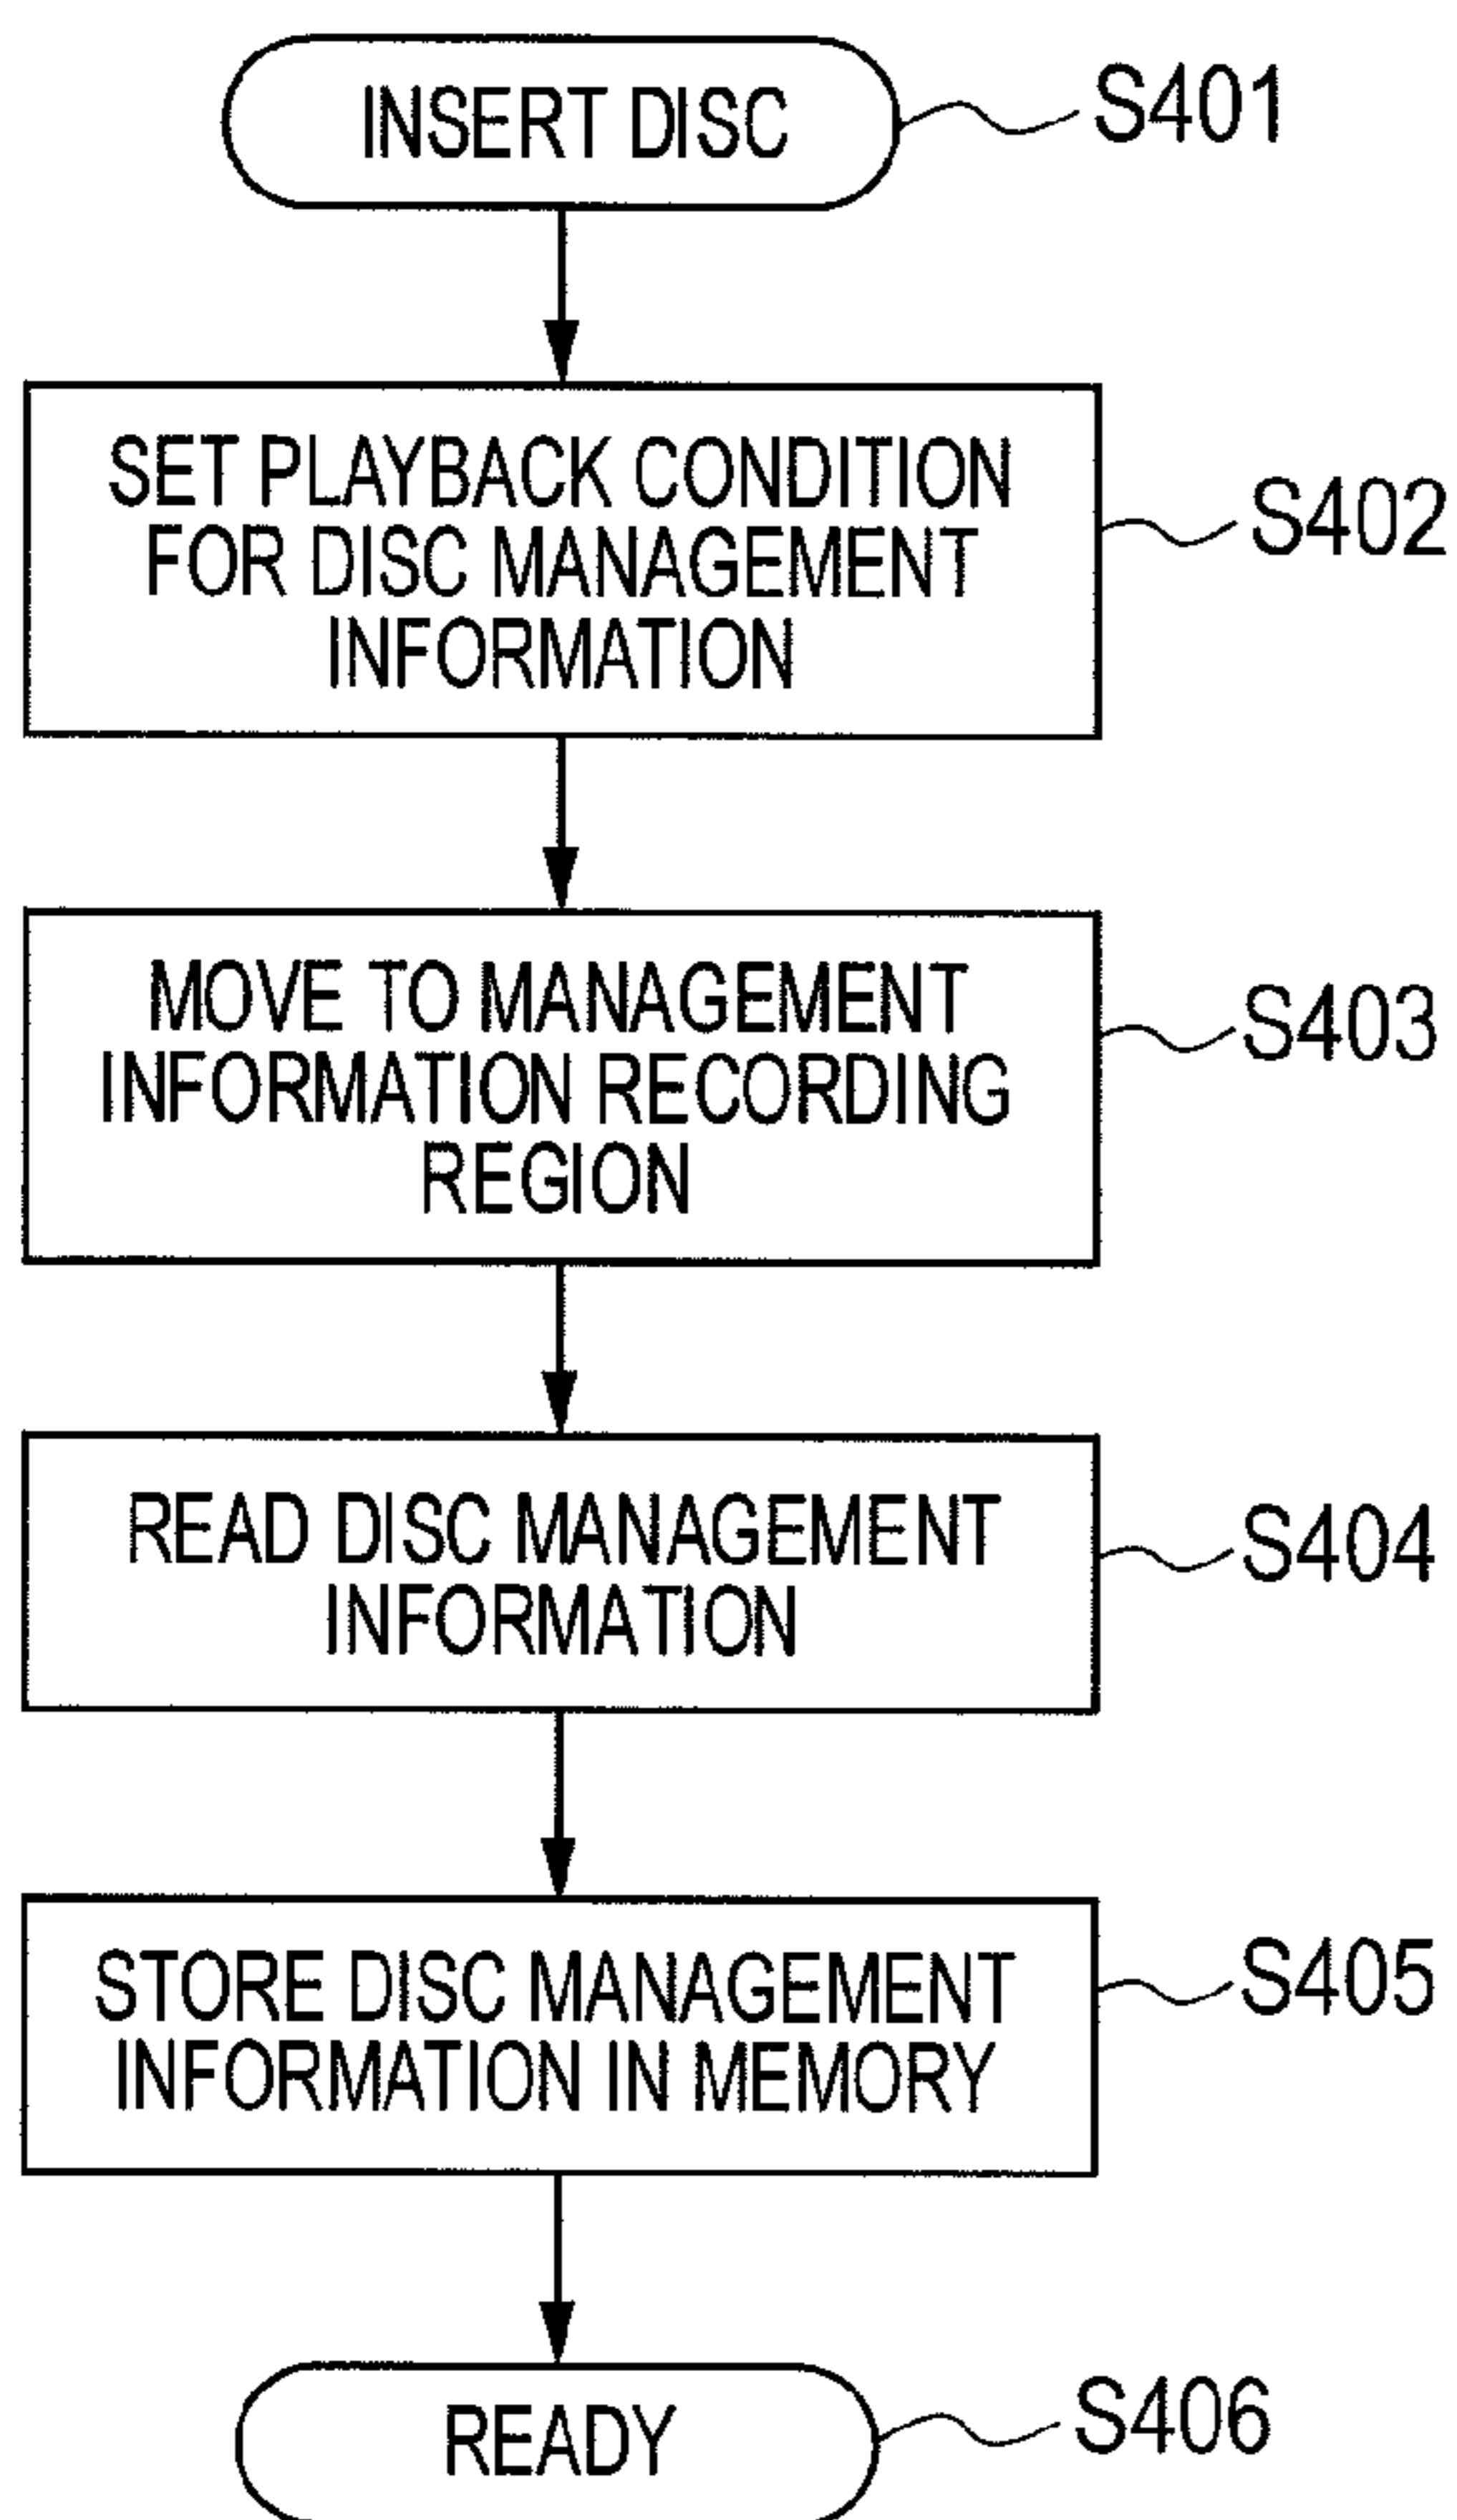 INSERT DISC
S401
SET PLAYBACK CONDITION
FOR DISC MANAGEMENT
INFORMATION
S402
MOVE TO MANAGEMENT
INFORMATION RECORDING
REGION
S403
READ DISC MANAGEMENT
INFORMATION
S404
STORE DISC MANAGEMENT
INFORMATION IN MEMORY
S405
READY
S406